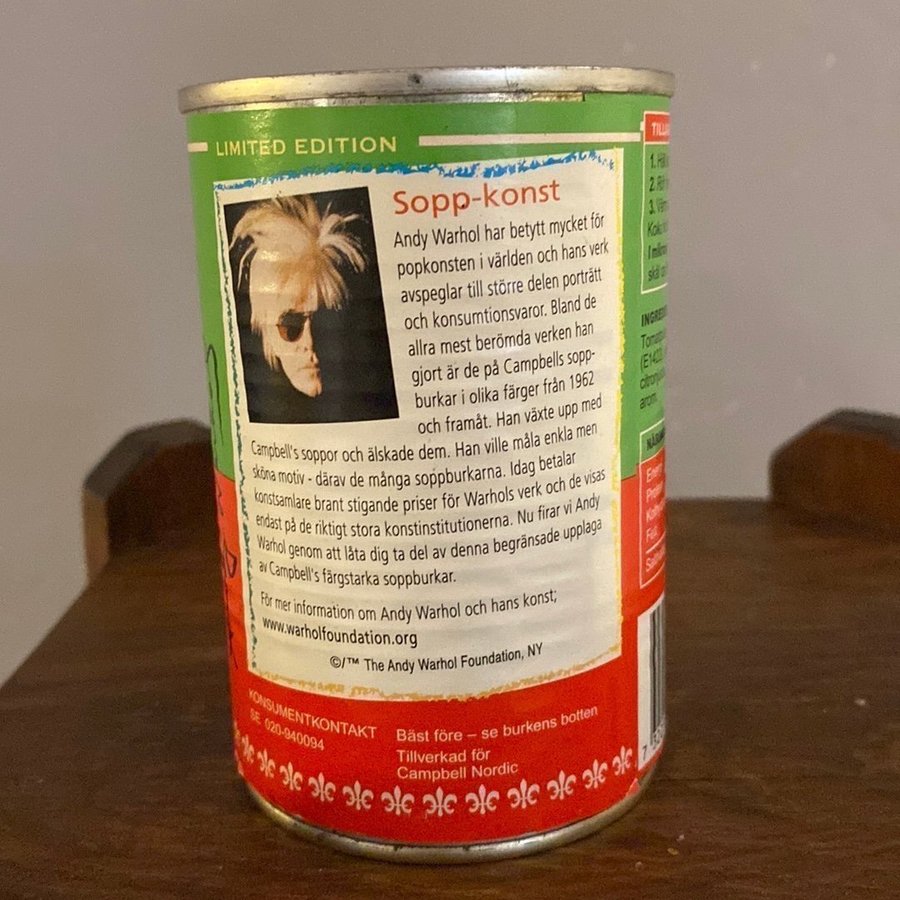 LIMITED EDITION
Sopp-konst
Andy Warhol har betytt mycket för
popkonsten i världen och hans verk
avspeglar till större delen porträtt
och konsumtionsvaror. Bland de
allra mest berömda verken han
gjort är de på Campbells sopp-
burkar i olika färger från 1962
och framåt. Han växte upp med
Campbell's soppor och älskade dem. Han ville måla enkla men
sköna motiv - därav de många soppburkarna. Idag betalar
konstsamlare brant stigande priser för Warhols verk och de visas
endast på de riktigt stora konstinstitutionerna. Nu firar vi Andy
Warhol genom att låta dig ta del av denna begränsade upplaga
av Campbell's färgstarka soppburkar.
För mer information om Andy Warhol och hans konst;
www.warholfoundation.org
©/™ The Andy Warhol Foundation, NY
KONSUMENTKONTAKT
SE 020-940094
Bäst före – se burkens botten
Tillverkad för
Campbell Nordic
1.
2.
3.
(E1422,
arom.